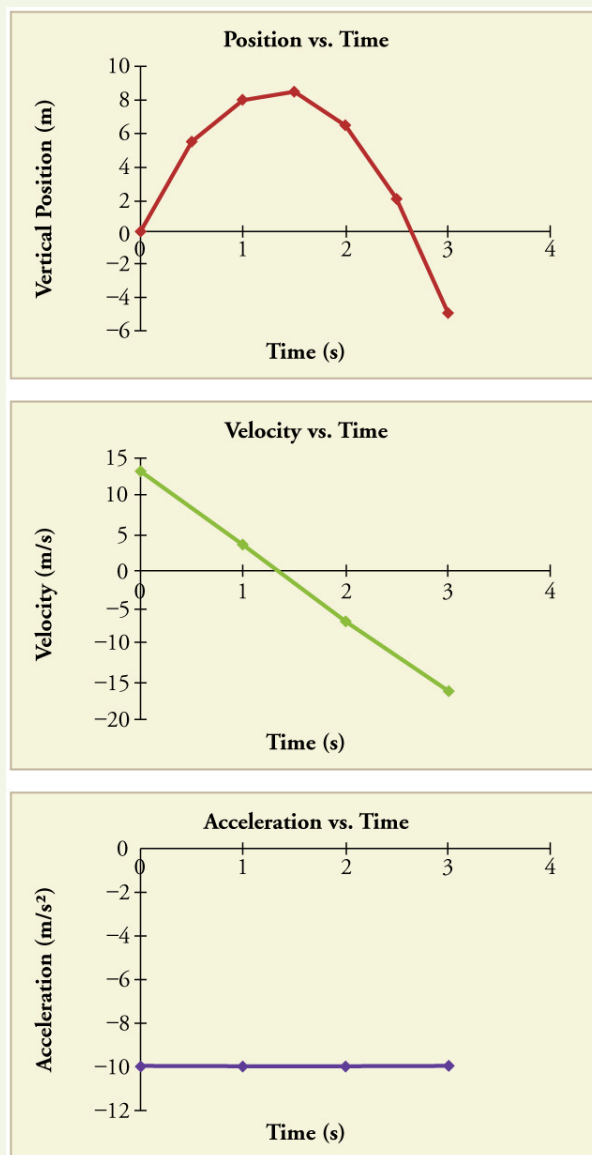 Position vs. Time
Vertical Position (m)
10
8
6
4
2
0
−2
−4
−6
0 1 2 3 4
Time (s)
Velocity vs. Time
Velocity (m/s)
15
10
5
0
−5
−10
−15
−20
0 1 2 3 4
Time (s)
Acceleration vs. Time
Acceleration (m/s²)
0
−2
−4
−6
−8
−10
−12
0 1 2 3 4
Time (s)